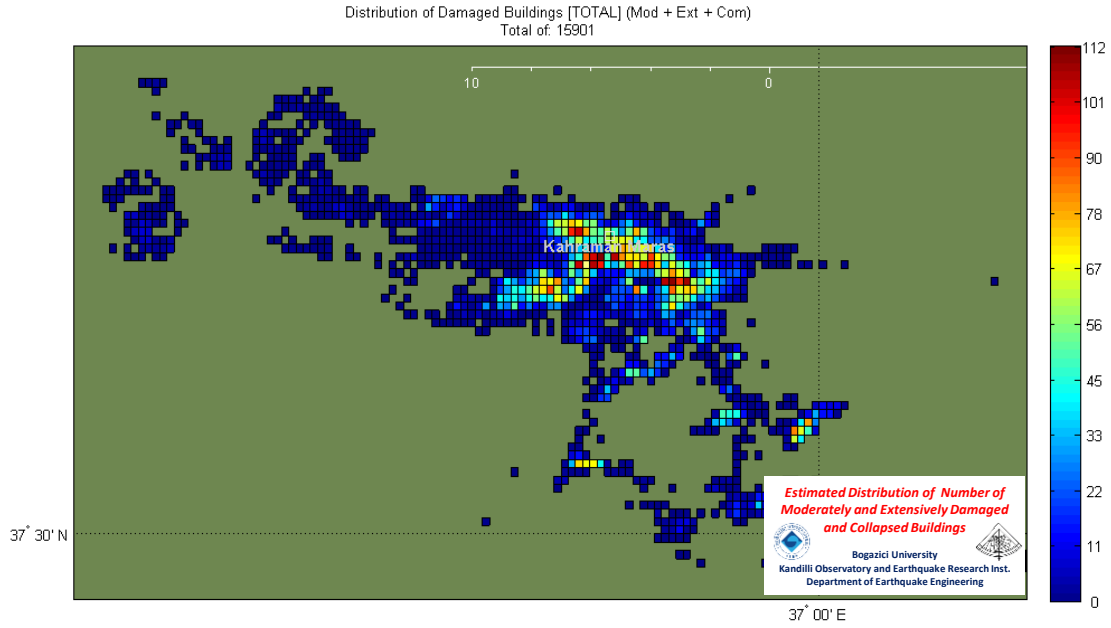 Distribution of Damaged Buildings [TOTAL] (Mod + Ext + Com)
Total of: 15901
10 0
Kahraman Maras
37° 30' N
37° 00' E
112
101
90
78
67
56
45
33
22
11
0
Estimated Distribution of Number of
Moderately and Extensively Damaged
and Collapsed Buildings
Bogazici University
Kandilli Observatory and Earthquake Research Inst.
Department of Earthquake Engineering